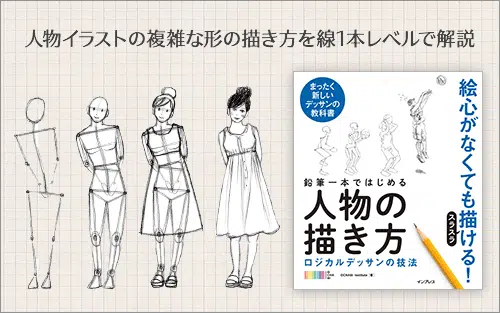 人物イラストの複雑な形の描き方を線1本レベルで解説
まったく
新しい
デッサンの
教科書
絵心がなくても描ける!
スラスラ
鉛筆一本ではじめる
人物の
描き方
ロジカルデッサンの技法
OCHABI Institute 著
インプレス